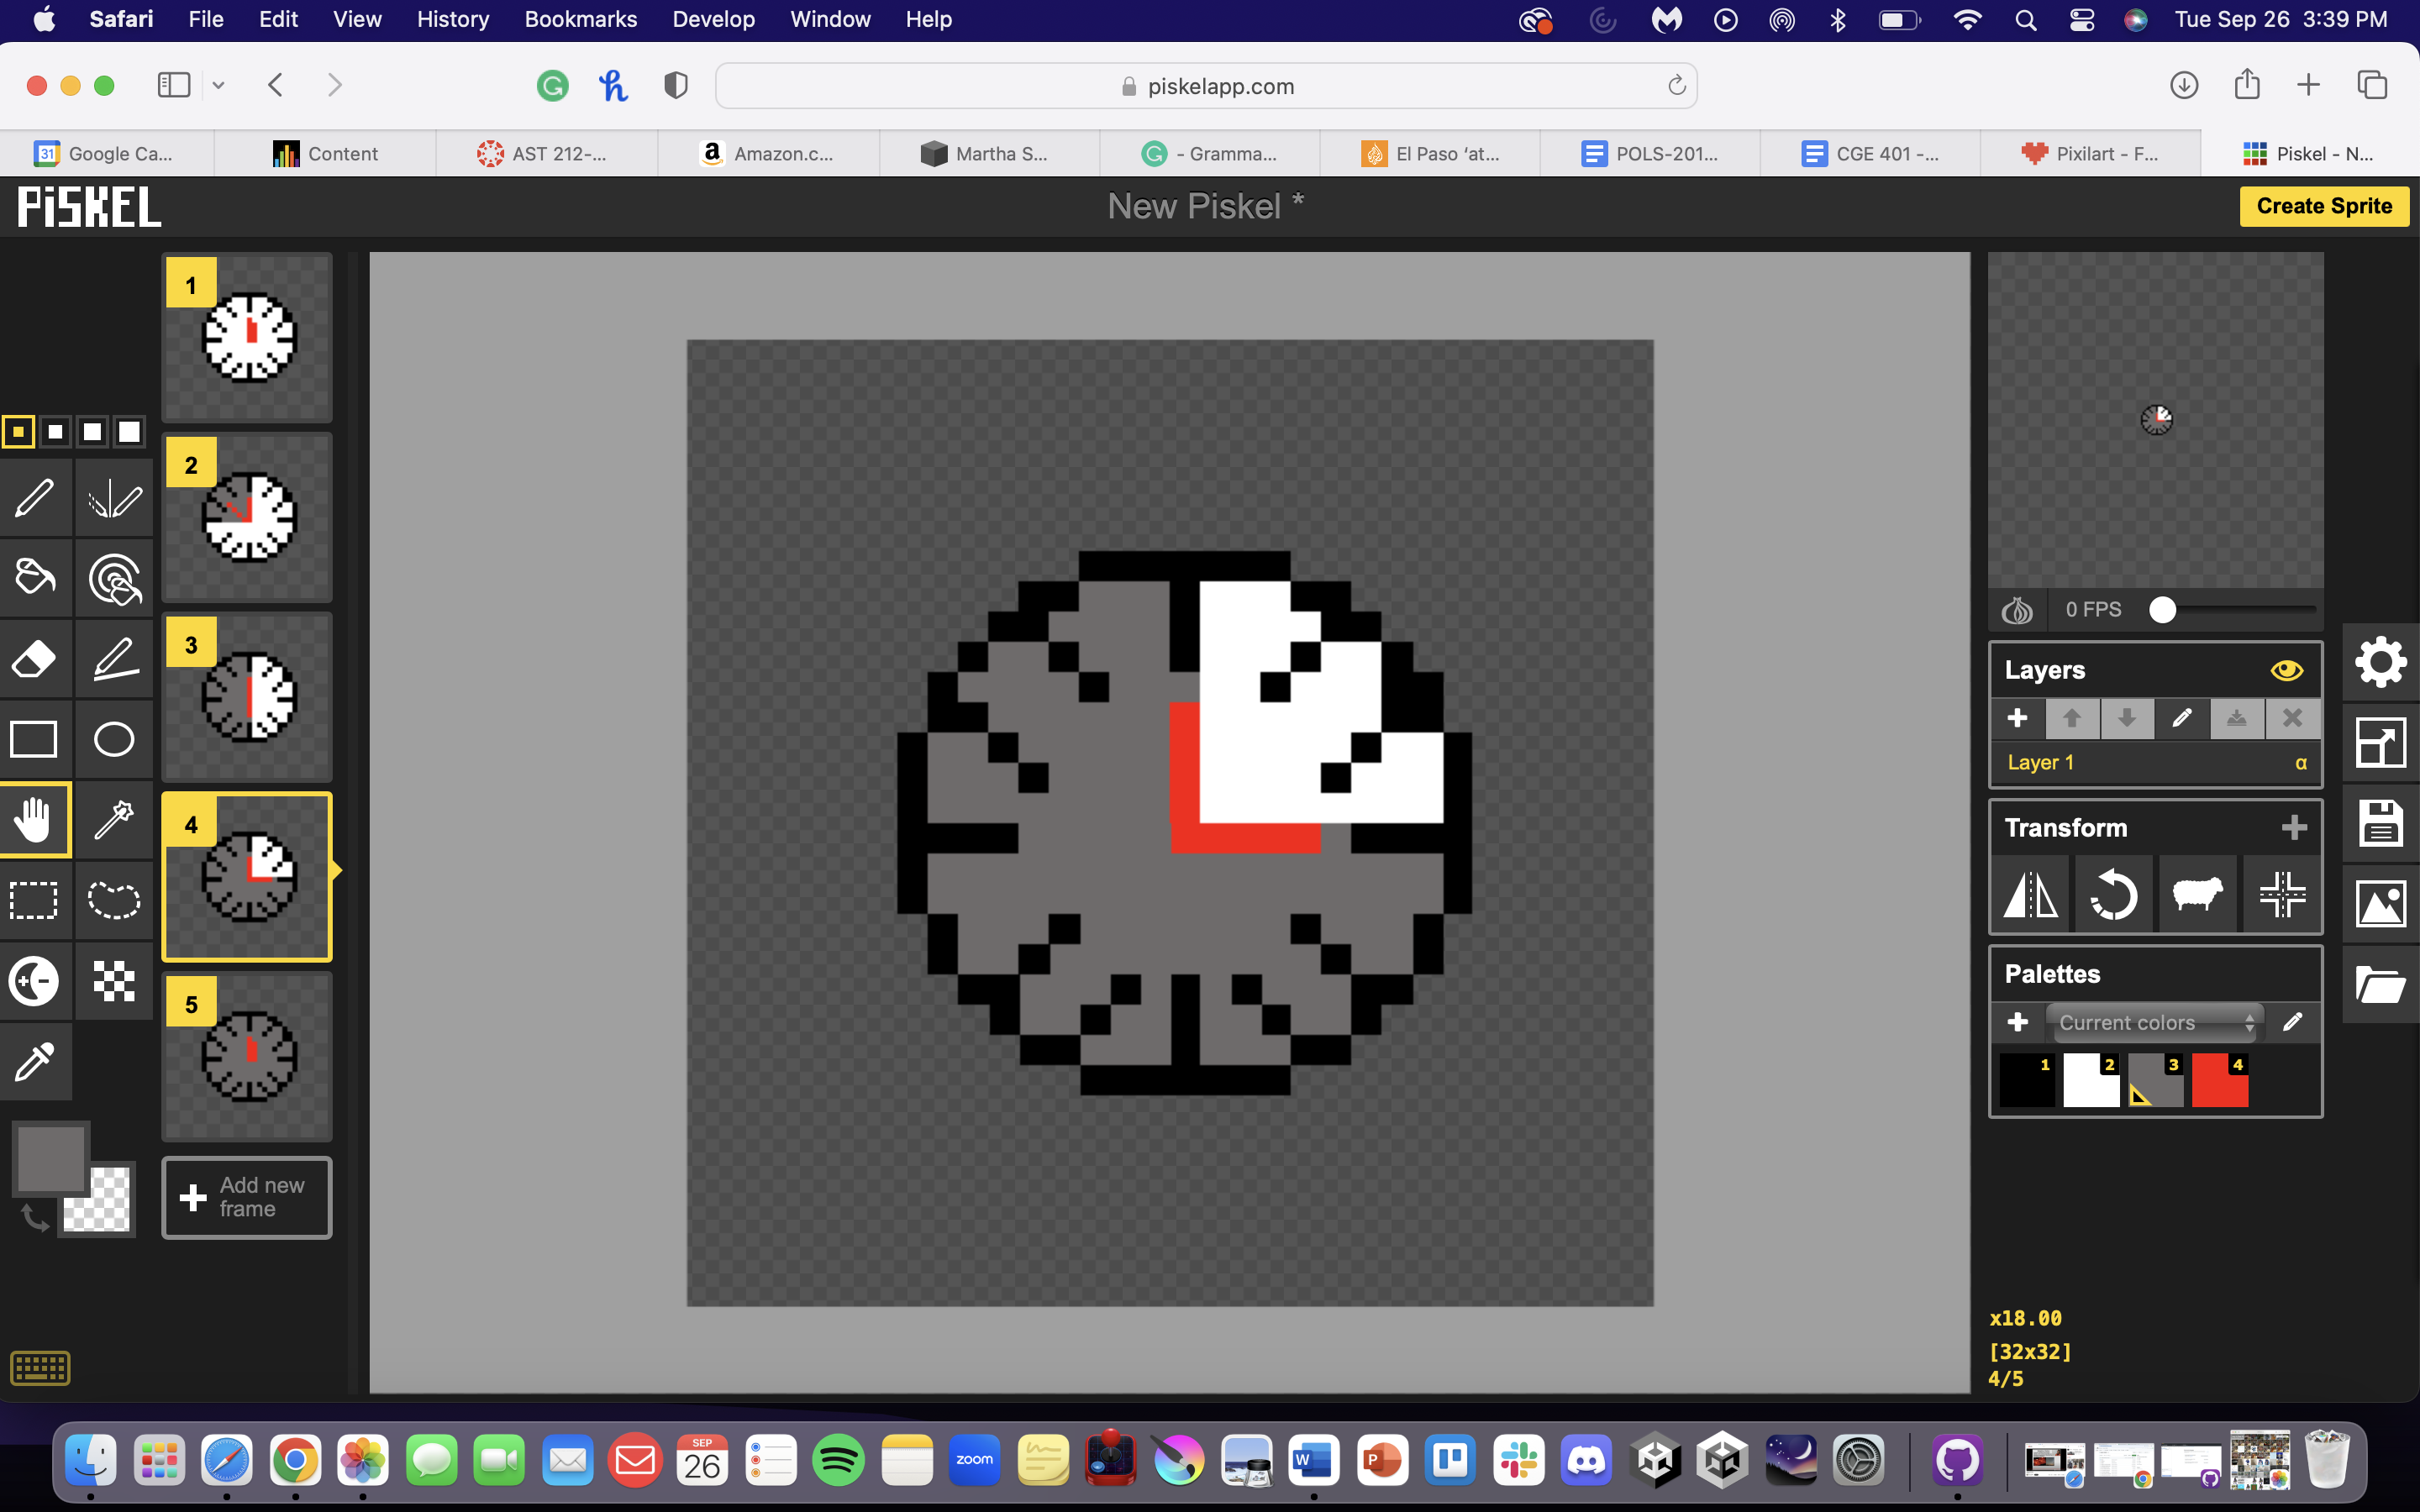 Safari File Edit View History Bookmarks Develop Window Help Tue Sep 26 3:39 PM
piskelapp.com
31 Google Ca... Content AST 212-... a Amazon.c... Martha S... - Gramma... El Paso ‘at... POLS-201... CGE 401 -... Pixilart - F... Piskel - N...
PiSKEL New Piskel * Create Sprite
1
2
3
4
5
Add new
frame
0 FPS
Layers
Layer 1 α
Transform
Palettes
Current colors
1 2 3 4
x18.00
[32x32]
4/5
SEP
26
zoom
W
P